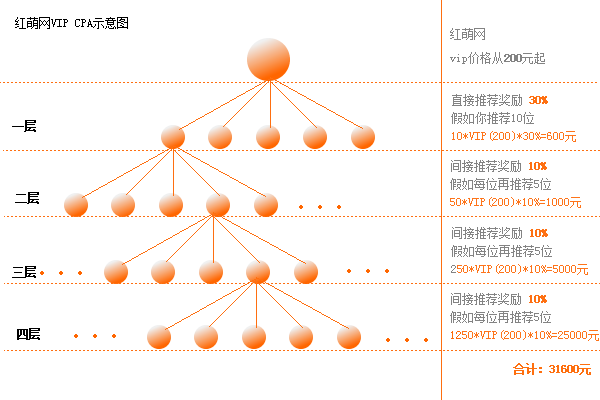 红萌网VIP CPA示意图
红萌网
vip价格从200元起
一层
直接推荐奖励 30%
假如你推荐10位
10*VIP(200)*30%=600元
二层
间接推荐奖励 10%
假如每位再推荐5位
50*VIP(200)*10%=1000元
三层
间接推荐奖励 10%
假如每位再推荐5位
250*VIP(200)*10%=5000元
四层
间接推荐奖励 10%
假如每位再推荐5位
1250*VIP(200)*10%=25000元
合计: 31600元